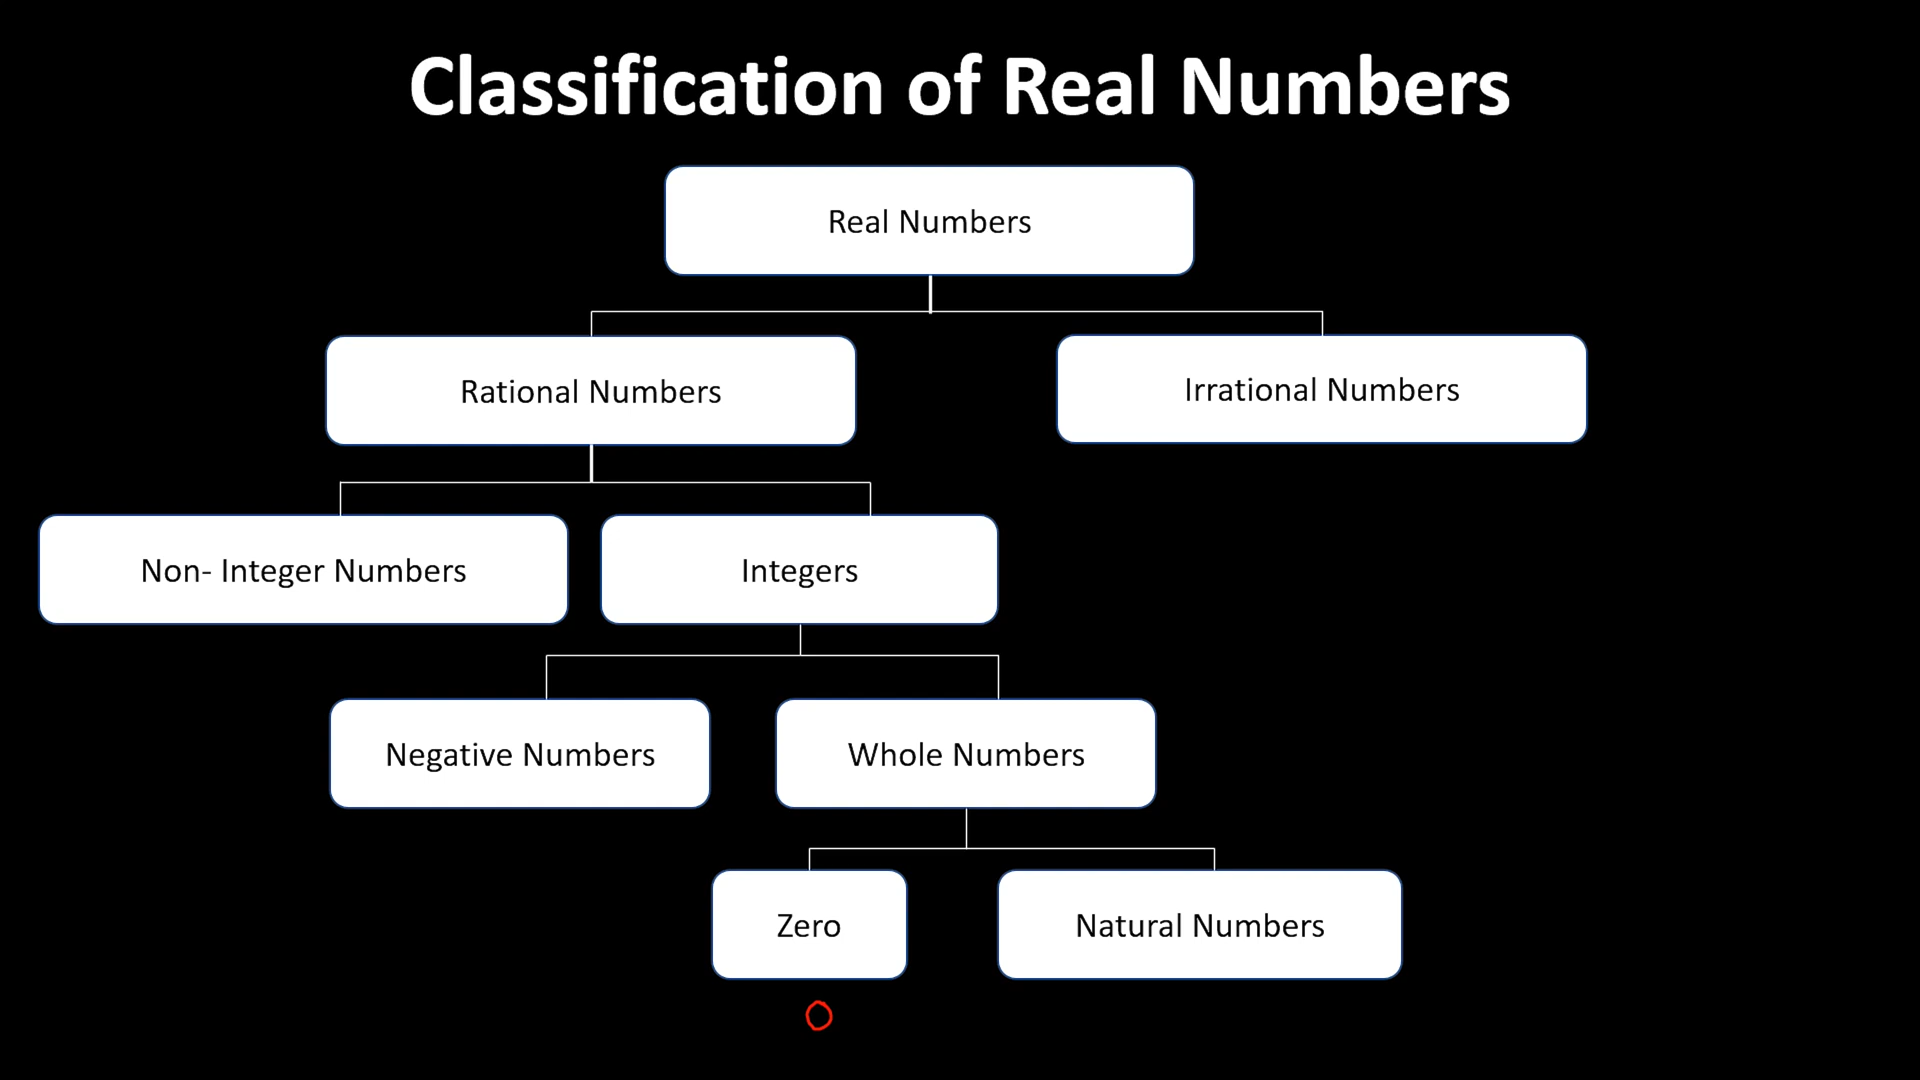 Classification of Real Numbers
Real Numbers
Rational Numbers
Irrational Numbers
Non- Integer Numbers
Integers
Negative Numbers
Whole Numbers
Zero
Natural Numbers
0